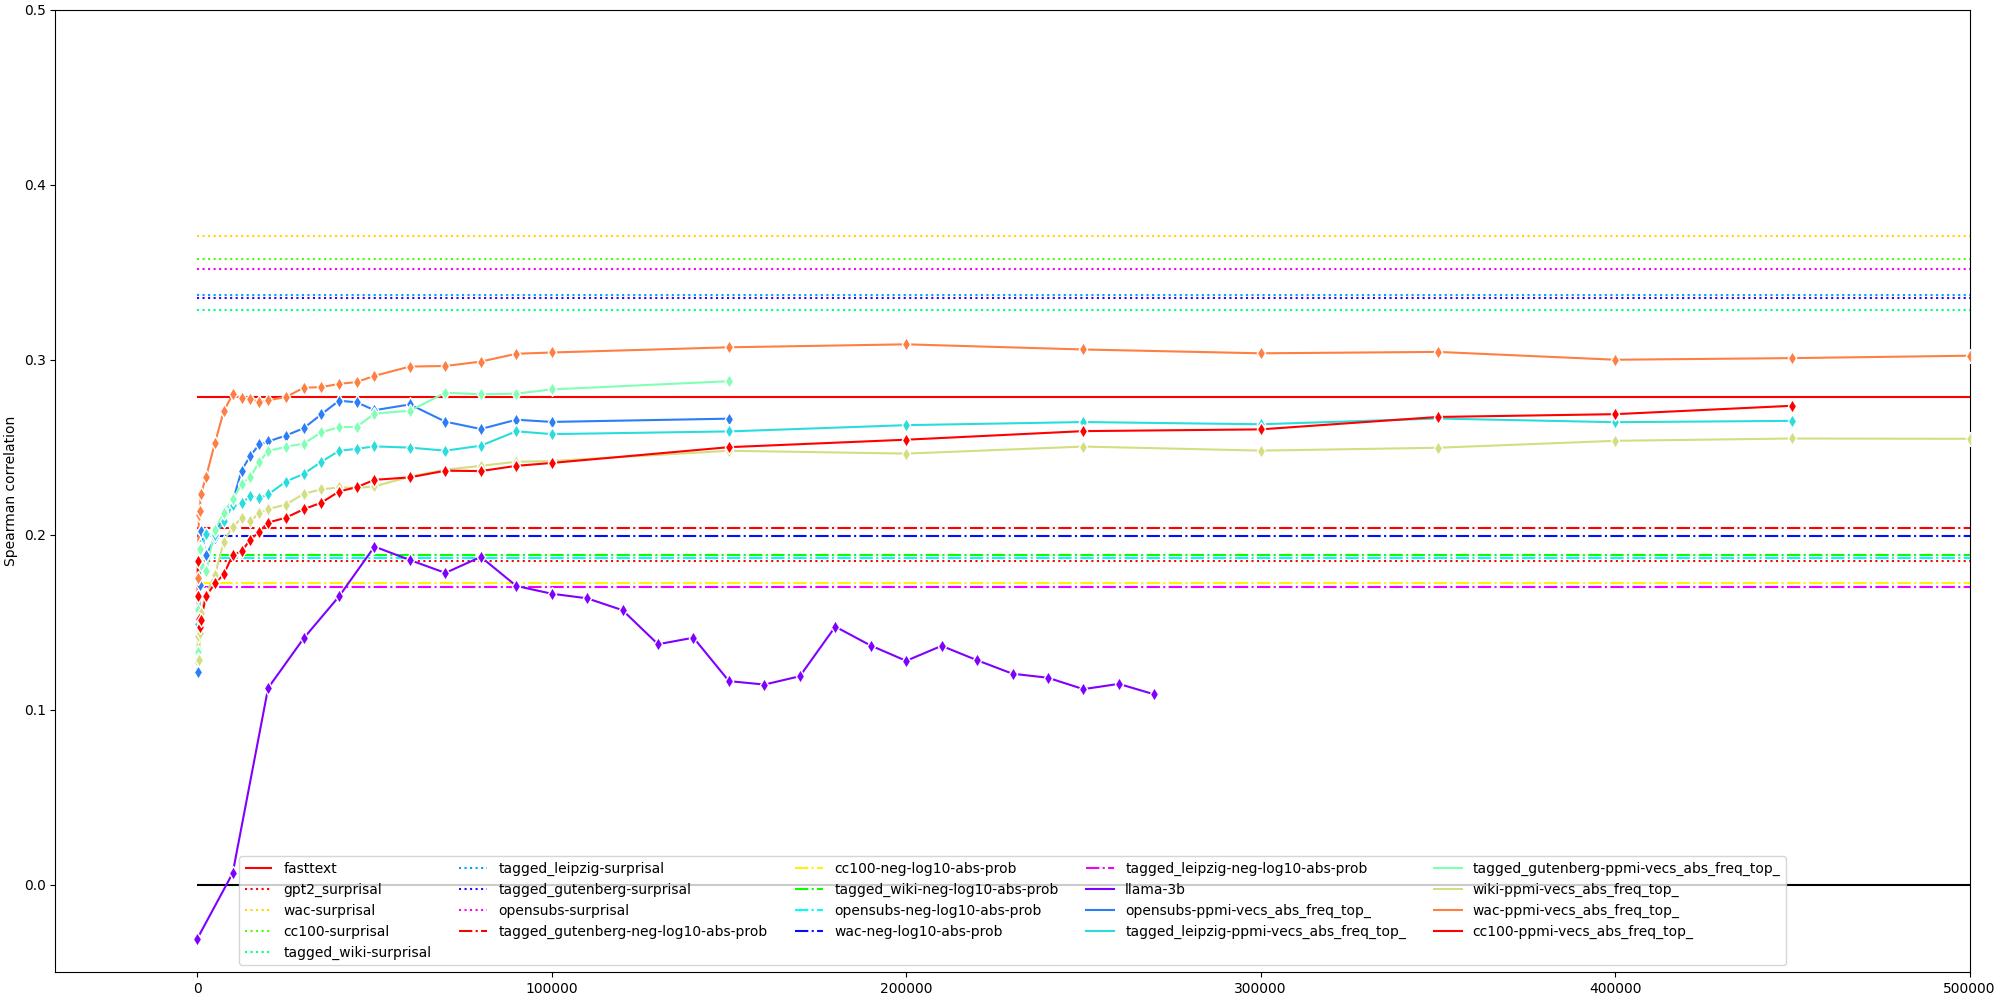 0.5
0.4
0.3
0.2
0.1
0.0
Spearman correlation
fasttext
gpt2_surprisal
wac-surprisal
cc100-surprisal
tagged_wiki-surprisal
tagged_leipzig-surprisal
tagged_gutenberg-surprisal
opensubs-surprisal
tagged_gutenberg-neg-log10-abs-prob
cc100-neg-log10-abs-prob
tagged_wiki-neg-log10-abs-prob
opensubs-neg-log10-abs-prob
wac-neg-log10-abs-prob
tagged_leipzig-neg-log10-abs-prob
llama-3b
opensubs-ppmi-vecs_abs_freq_top_
tagged_leipzig-ppmi-vecs_abs_freq_top_
tagged_gutenberg-ppmi-vecs_abs_freq_top_
wiki-ppmi-vecs_abs_freq_top_
wac-ppmi-vecs_abs_freq_top_
cc100-ppmi-vecs_abs_freq_top_
0 100000 200000 300000 400000 500000